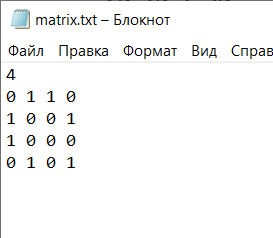 matrix.txt – Блокнот
Файл Правка Формат Вид Справ
4
0 1 1 0
1 0 0 1
1 0 0 0
0 1 0 1